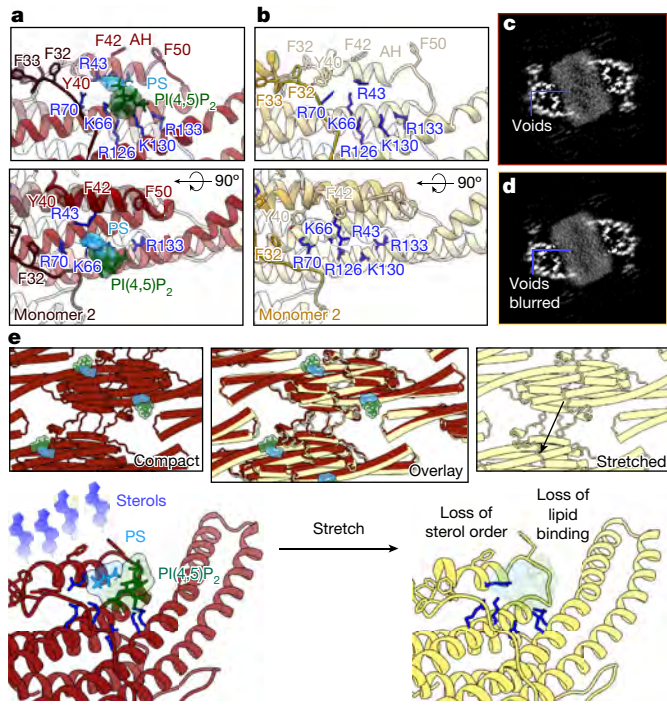 a
F42
AH
F50
F33
F32
R43
Y40
PS
PI(4,5)P2
R70
K66
R133
K130
R126
F42
F50
90°
R43
PS
R133
R70
K66
F32
PI(4,5)P2
Monomer 2
b
F32
F42
AH
F50
Y40
F33
F32
R43
R70
K66
R133
K130
R126
F42
90°
Y40
K66
R43
R133
F32
R70
R126
K130
Monomer 2
c
Voids
d
Voids
blurred
e
Compact
Overlay
Stretched
Sterols
PS
PI(4,5)P2
Stretch
Loss of
sterol order
Loss of
lipid
binding